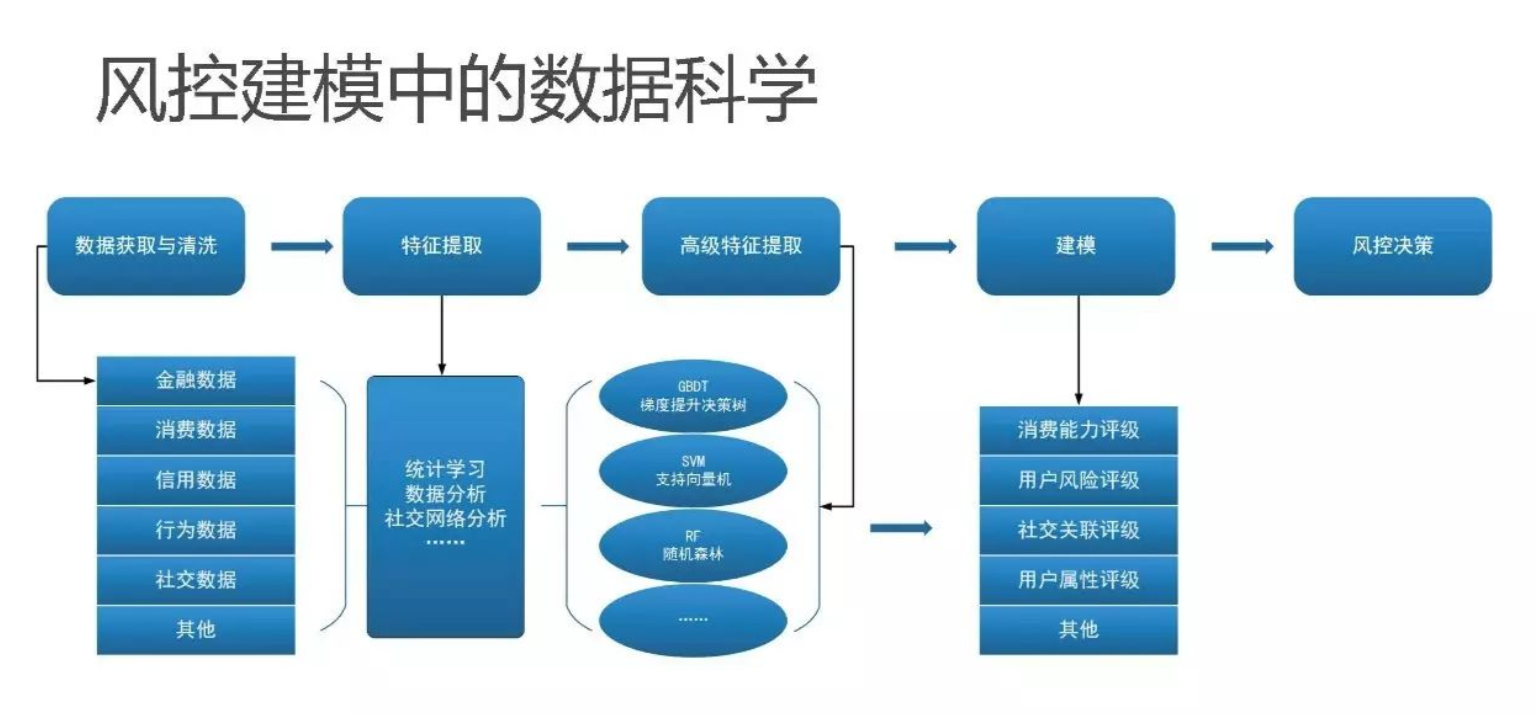 风控建模中的数据科学
数据获取与清洗
特征提取
高级特征提取
建模
风控决策
金融数据
消费数据
信用数据
行为数据
社交数据
其他
统计学习
数据分析
社交网络分析
……
GBDT
梯度提升决策树
SVM
支持向量机
RF
随机森林
……
消费能力评级
用户风险评级
社交关联评级
用户属性评级
其他